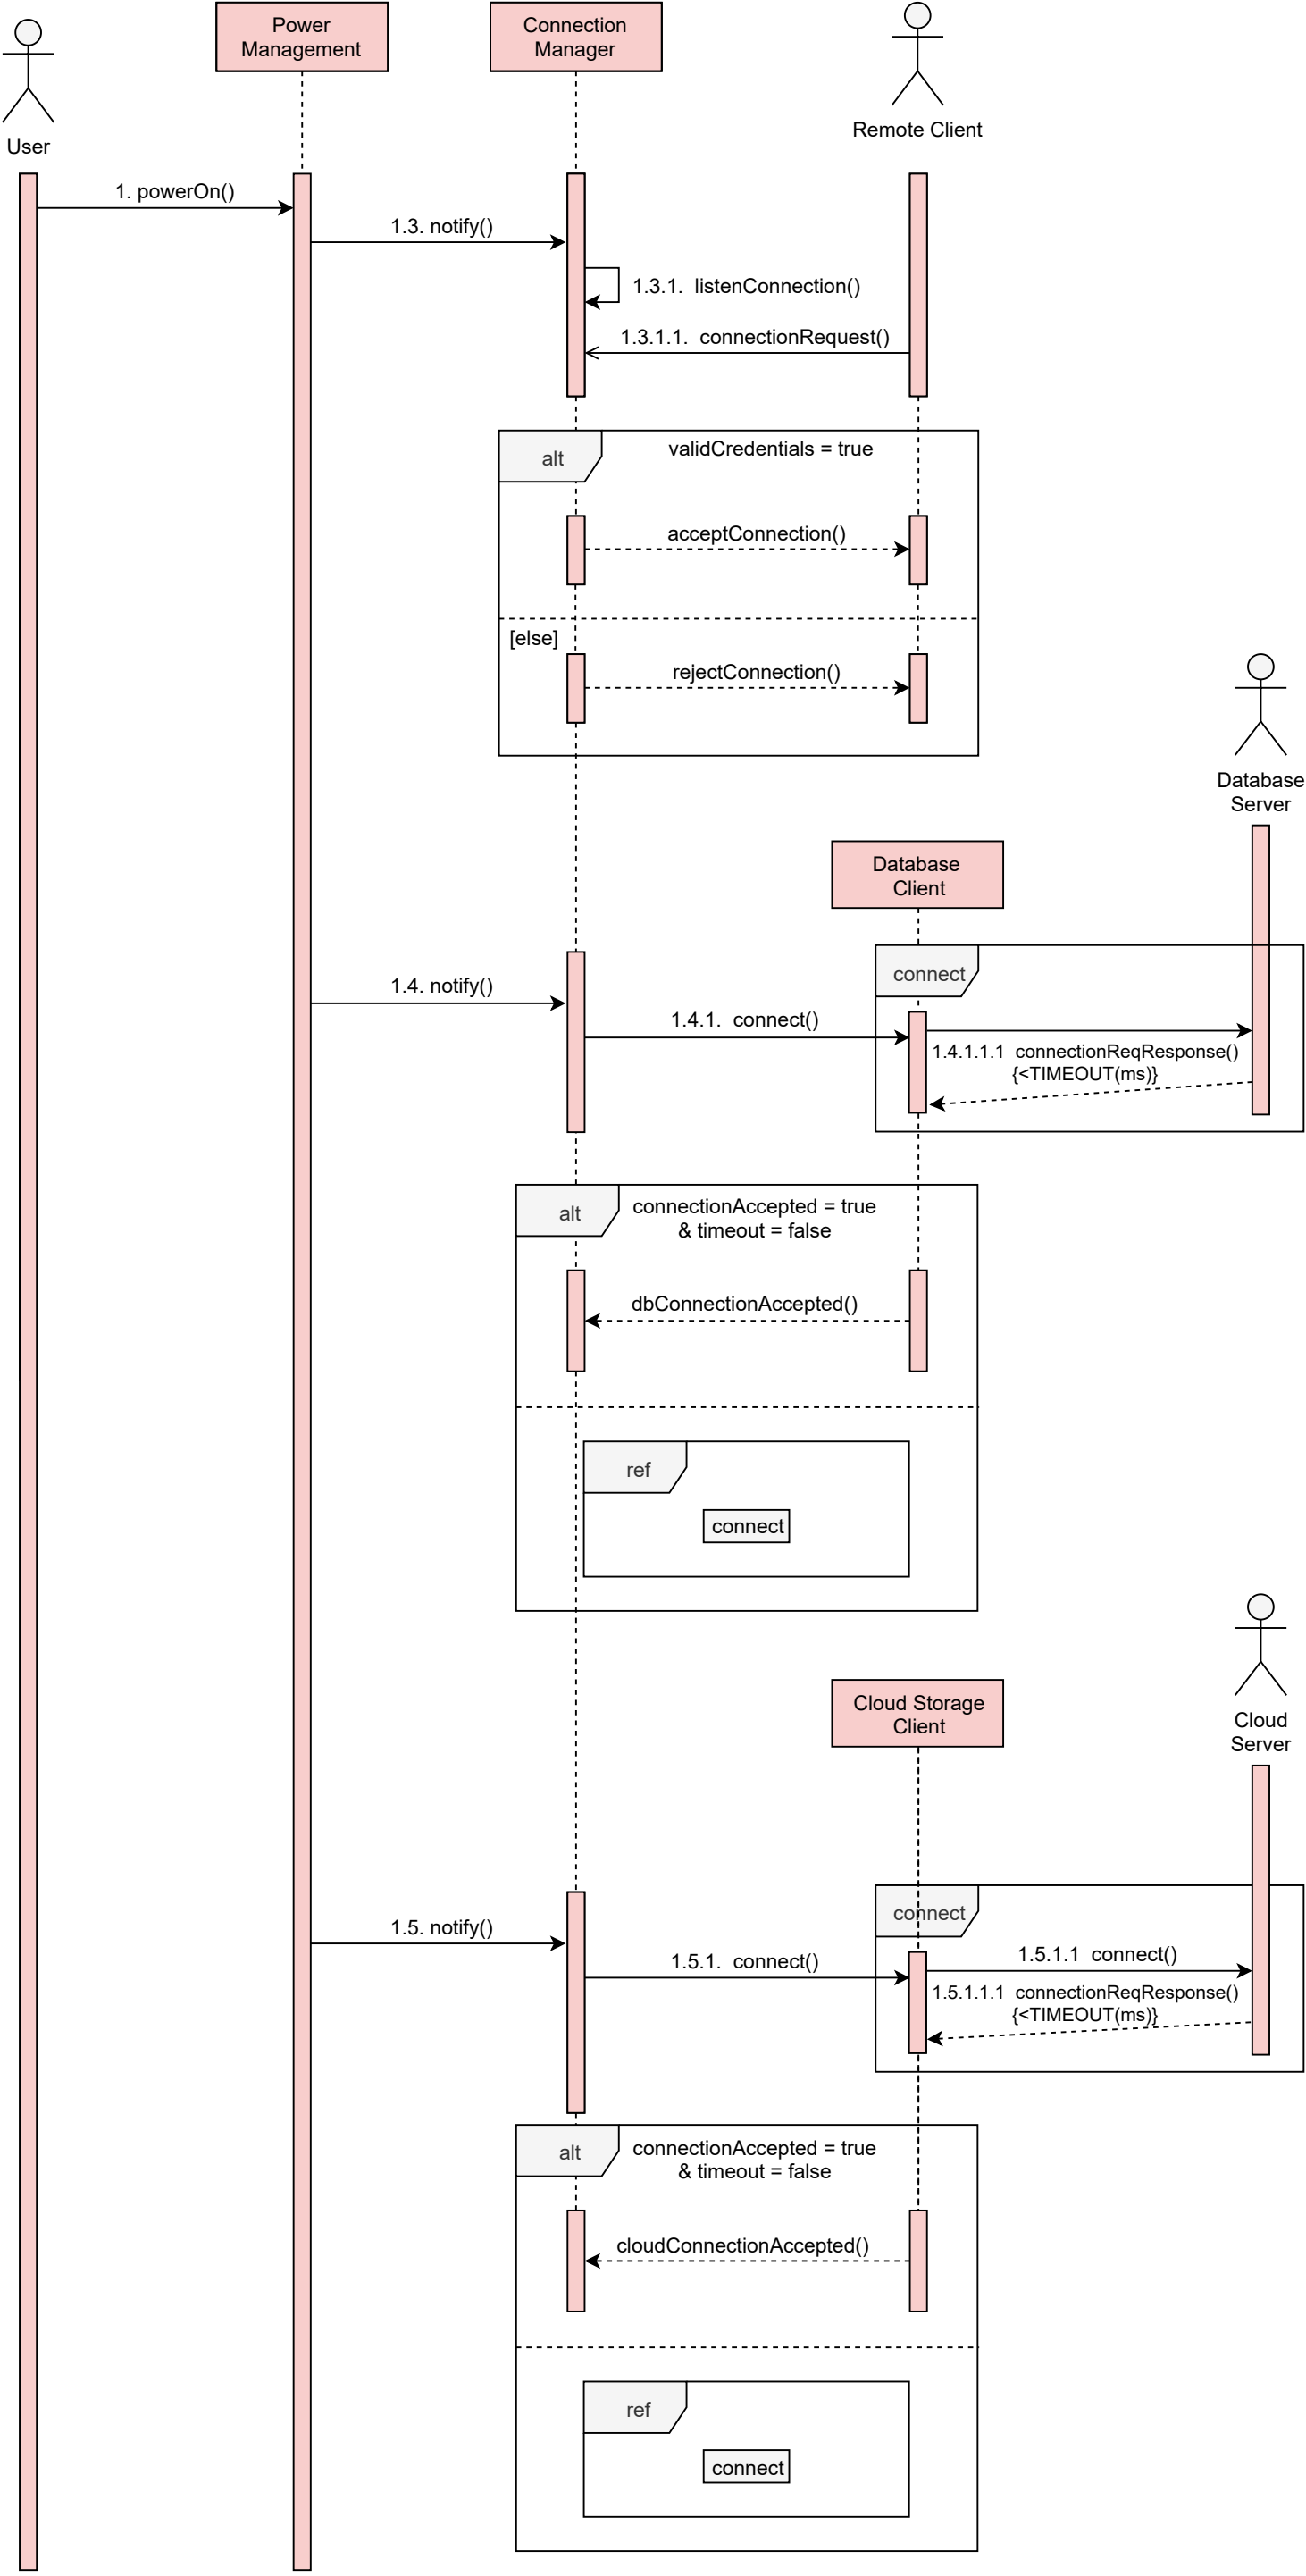 Power
Management
Connection
Manager
User
Remote Client
1. powerOn()
1.3. notify()
1.3.1.  listenConnection()
1.3.1.1.  connectionRequest()
alt
validCredentials = true
acceptConnection()
[else]
rejectConnection()
Database
Server
Database
Client
connect
1.4. notify()
1.4.1.  connect()
1.4.1.1.1  connectionReqResponse()
{<TIMEOUT(ms)}
alt
connectionAccepted = true
& timeout = false
dbConnectionAccepted()
ref
connect
Cloud Storage
Client
Cloud
Server
connect
1.5. notify()
1.5.1.  connect()
1.5.1.1  connect()
1.5.1.1.1  connectionReqResponse()
{<TIMEOUT(ms)}
alt
connectionAccepted = true
& timeout = false
cloudConnectionAccepted()
ref
connect